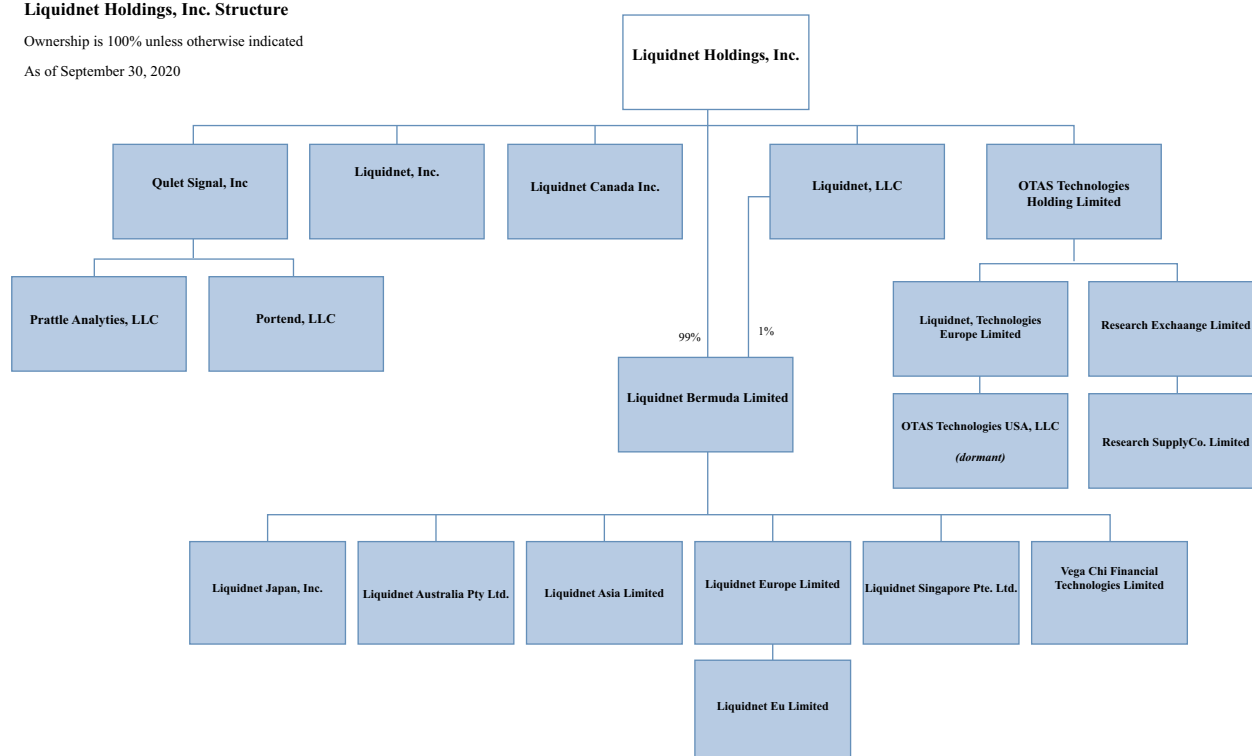 Liquidnet Holdings, Inc. Structure
Ownership is 100% unless otherwise indicated
As of September 30, 2020
Liquidnet Holdings, Inc.
Qulet Signal, Inc
Liquidnet, Inc.
Liquidnet Canada Inc.
Liquidnet, LLC
OTAS Technologies
Holding Limited
Prattle Analyties, LLC
Portend, LLC
99%
1%
Liquidnet, Technologies
Europe Limited
Research Exchaange Limited
Liquidnet Bermuda Limited
OTAS Technologies USA, LLC
(dormant)
Research SupplyCo. Limited
Liquidnet Japan, Inc.
Liquidnet Australia Pty Ltd.
Liquidnet Asia Limited
Liquidnet Europe Limited
Liquidnet Singapore Pte. Ltd.
Vega Chi Financial
Technologies Limited
Liquidnet Eu Limited